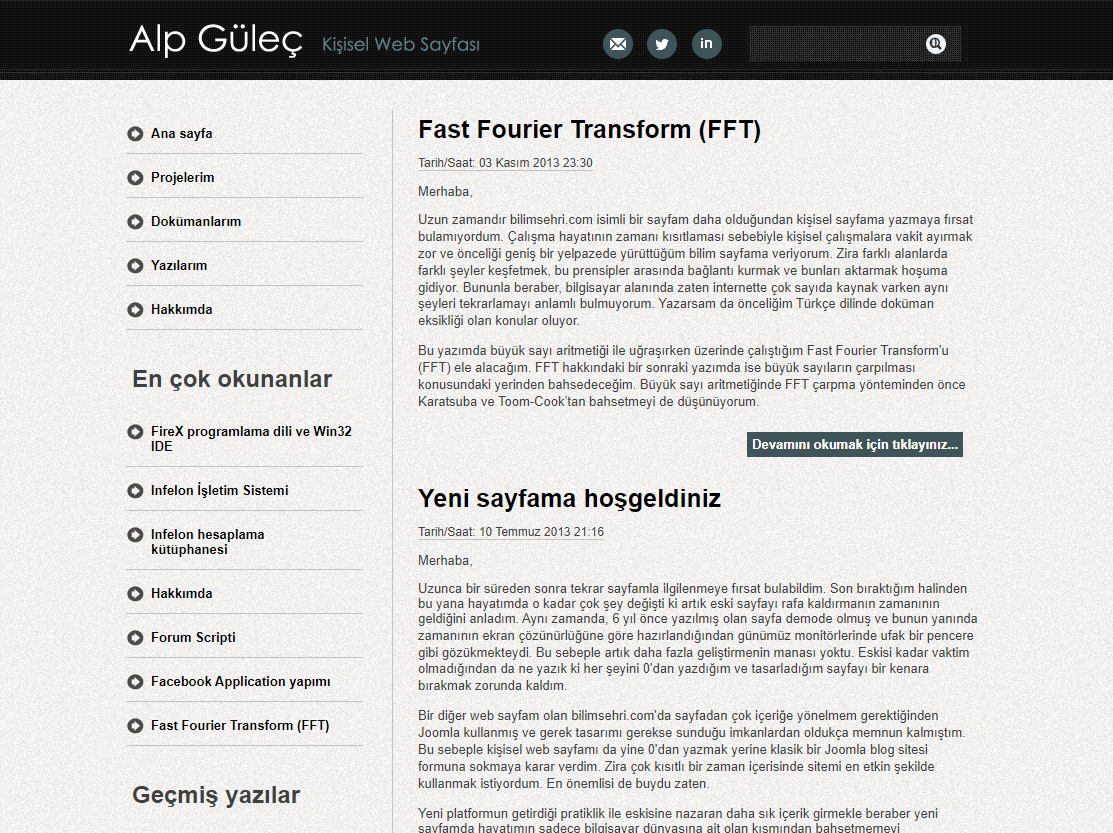 Alp Güleç Kişisel Web Sayfası
in
Ana sayfa
Projelerim
Dokümanlarım
Yazılarım
Hakkımda
En çok okunanlar
FireX programlama dili ve Win32
IDE
Infelon İşletim Sistemi
Infelon hesaplama
kütüphanesi
Hakkımda
Forum Scripti
Facebook Application yapımı
Fast Fourier Transform (FFT)
Geçmiş yazılar
Fast Fourier Transform (FFT)
Tarih/Saat: 03 Kasım 2013 23:30
Merhaba,
Uzun zamandır bilimsehri.com isimli bir sayfam daha olduğundan kişisel sayfama yazmaya fırsat
bulamıyordum. Çalışma hayatının zamanı kısıtlaması sebebiyle kişisel çalışmalara vakit ayırmak
zor ve önceliği geniş bir yelpazede yürüttüğüm bilim sayfama veriyorum. Zira farklı alanlarda
farklı şeyler keşfetmek, bu prensipler arasında bağlantı kurmak ve bunları aktarmak hoşuma
gidiyor. Bununla beraber, bilgisayar alanında zaten internette çok sayıda kaynak varken aynı
şeyleri tekrarlamayı anlamlı bulmuyorum. Yazarsam da önceliğim Türkçe dilinde doküman
eksikliği olan konular oluyor.
Bu yazımda büyük sayı aritmetiği ile uğraşırken üzerinde çalıştığım Fast Fourier Transform'u
(FFT) ele alacağım. FFT hakkındaki bir sonraki yazımda ise büyük sayıların çarpılması
konusundaki yerinden bahsedeceğim. Büyük sayı aritmetiğinde FFT çarpma yönteminden önce
Karatsuba ve Toom-Cook'tan bahsetmeyi de düşünüyorum.
Devamını okumak için tıklayınız...
Yeni sayfama hoşgeldiniz
Tarih/Saat: 10 Temmuz 2013 21:16
Merhaba,
Uzunca bir süreden sonra tekrar sayfamla ilgilenmeye fırsat bulabildim. Son bıraktığım halinden
bu yana hayatımda o kadar çok şey değişti ki artık eski sayfayı rafa kaldırmanın zamanının
geldiğini anladım. Aynı zamanda, 6 yıl önce yazılmış olan sayfa demode olmuş ve bunun yanında
zamanının ekran çözünürlüğüne göre hazırlandığından günümüz monitörlerinde ufak bir pencere
gibi gözükmekteydi. Bu sebeple artık daha fazla geliştirmenin manası yoktu. Eskisi kadar vaktim
olmadığından da ne yazık ki her şeyini 0'dan yazdığım ve tasarladığım sayfayı bir kenara
bırakmak zorunda kaldım.
Bir diğer web sayfam olan bilimsehri.com'da sayfadan çok içeriğe yönelmem gerektiğinden
Joomla kullanmış ve gerek tasarımı gerekse sunduğu imkanlardan oldukça memnun kalmıştım.
Bu sebeple kişisel web sayfamı da yine 0'dan yazmak yerine klasik bir Joomla blog sitesi
formuna sokmaya karar verdim. Zira çok kısıtlı bir zaman içerisinde sitemi en etkin şekilde
kullanmak istiyordum. En önemlisi de buydu zaten.
Yeni platformun getirdiği pratiklik ile eskisine nazaran daha sık içerik girmekle beraber yeni
sayfamda hayatımın sadece bilgisayar dünyasına ait olan kısmından bahsetmemeyi